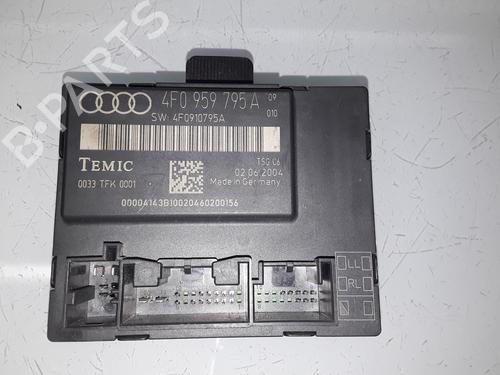 4F0 959 795 A 09
SW: 4F0910795A 010
TEMIC TSG 06
0033 TFK 0001 02.06.2004
Made in Germany
00004143B10020460200156
LL
RL
B-PARTS